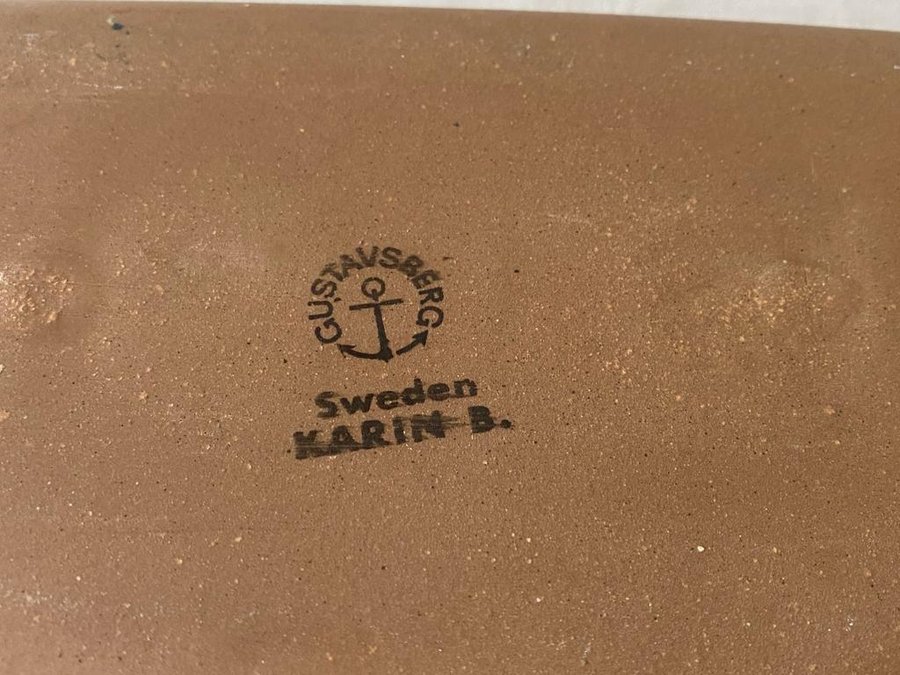 GUSTAVSBERG
Sweden
KARIN B.